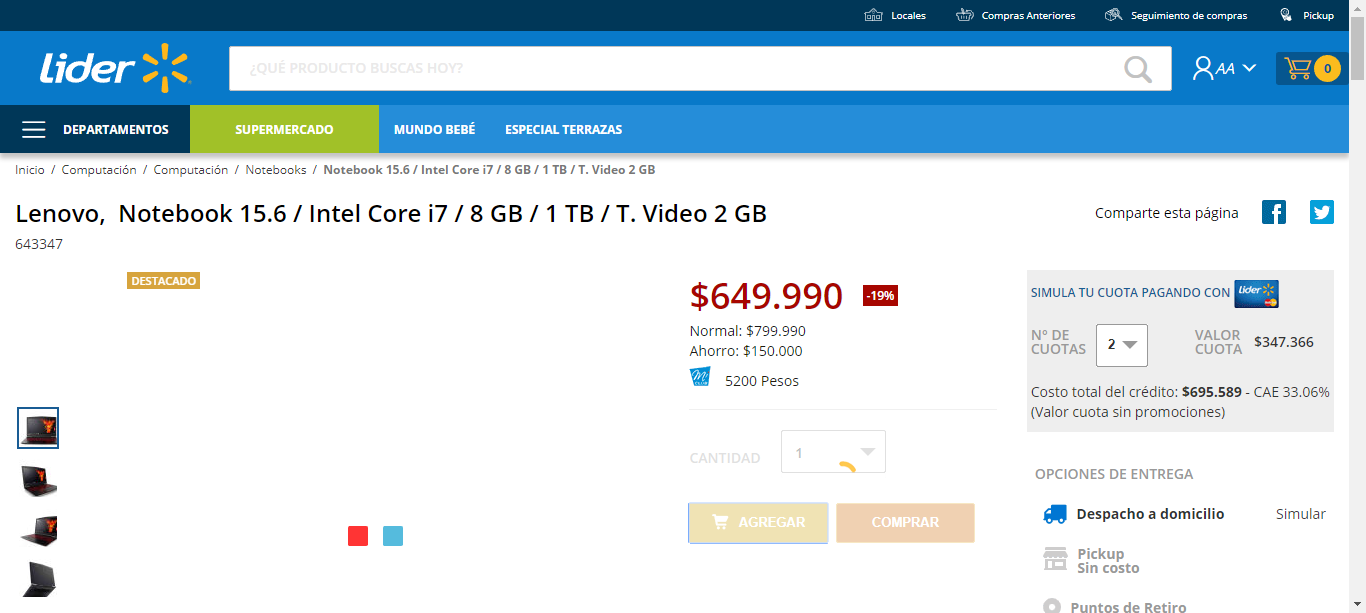 Locales
Compras Anteriores
Seguimiento de compras
Pickup
Lider
¿QUÉ PRODUCTO BUSCAS HOY?
AA
0
DEPARTAMENTOS
SUPERMERCADO
MUNDO BEBÉ
ESPECIAL TERRAZAS
Inicio / Computación / Computación / Notebooks / Notebook 15.6 / Intel Core i7 / 8 GB / 1 TB / T. Video 2 GB
Lenovo, Notebook 15.6 / Intel Core i7 / 8 GB / 1 TB / T. Video 2 GB
Comparte esta página
643347
DESTACADO
$649.990
-19%
Normal: $799.990
Ahorro: $150.000
Mi CLUB
5200 Pesos
CANTIDAD
1
AGREGAR
COMPRAR
SIMULA TU CUOTA PAGANDO CON
Lider
N° DE
CUOTAS
2
VALOR
CUOTA
$347.366
Costo total del crédito: $695.589 - CAE 33.06%
(Valor cuota sin promociones)
OPCIONES DE ENTREGA
Despacho a domicilio
Simular
Pickup
Sin costo
Puntos de Retiro